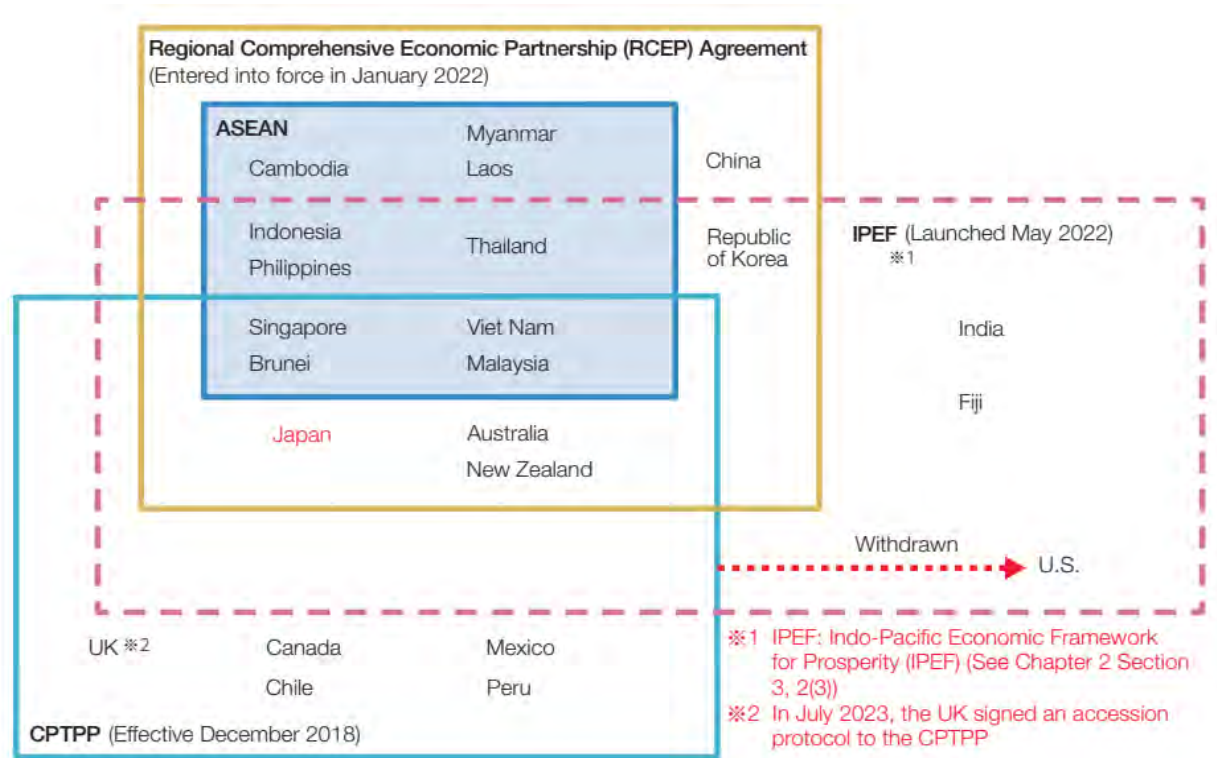 Regional Comprehensive Economic Partnership (RCEP) Agreement
(Entered into force in January 2022)
ASEAN
Myanmar
Cambodia
Laos
China
Indonesia
Philippines
Thailand
Republic
of Korea
IPEF (Launched May 2022)
※1
Singapore
Viet Nam
India
Brunei
Malaysia
Fiji
Japan
Australia
New Zealand
Withdrawn
U.S.
UK ※2
Canada
Mexico
Chile
Peru
CPTPP (Effective December 2018)
※1 IPEF: Indo-Pacific Economic Framework
for Prosperity (IPEF) (See Chapter 2 Section
3, 2(3))
※2 In July 2023, the UK signed an accession
protocol to the CPTPP